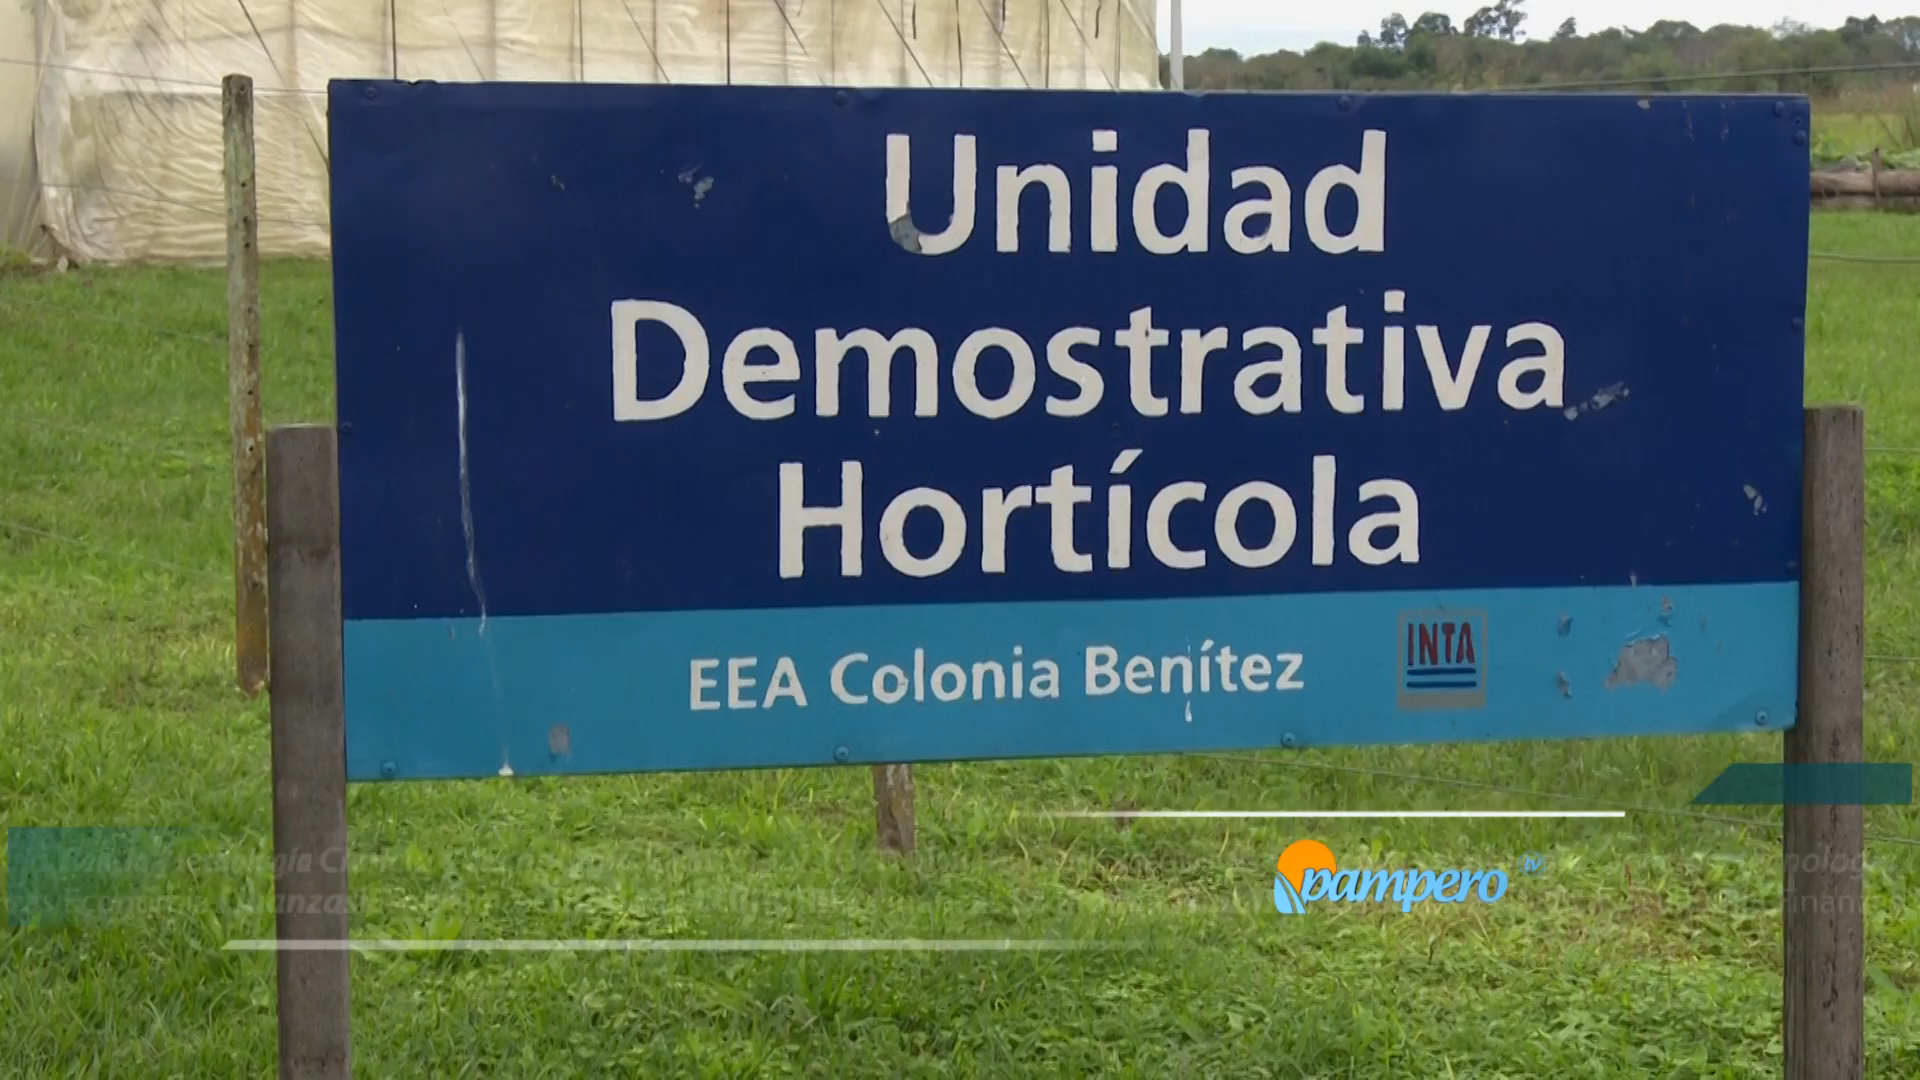 Unidad
Demostrativa
Hortícola
EEA Colonia Benítez
INTA
pampero tv